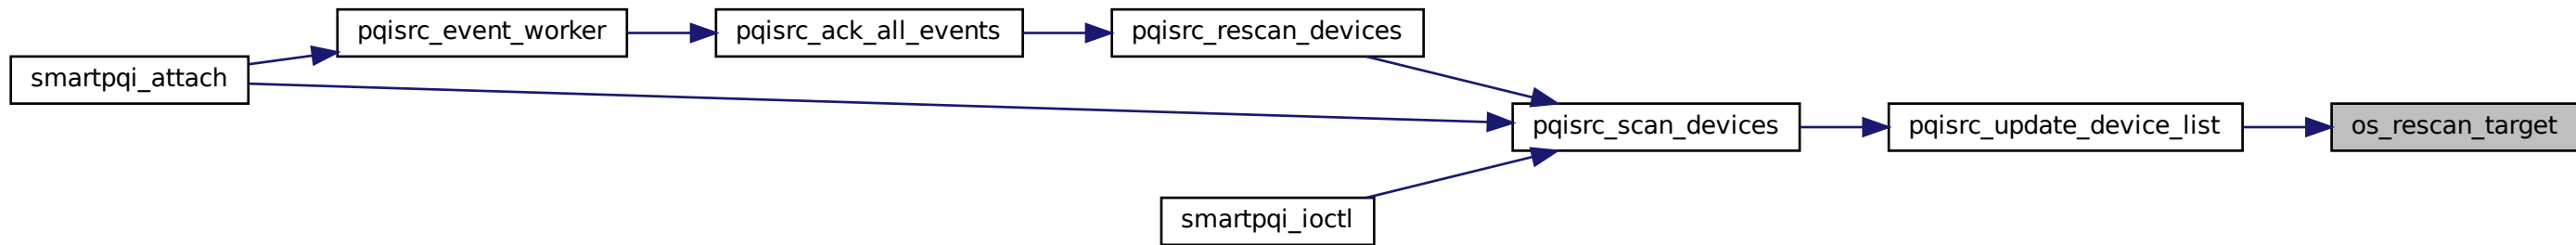 pqisrc_event_worker
pqisrc_ack_all_events
pqisrc_rescan_devices
smartpqi_attach
pqisrc_scan_devices
pqisrc_update_device_list
os_rescan_target
smartpqi_ioctl